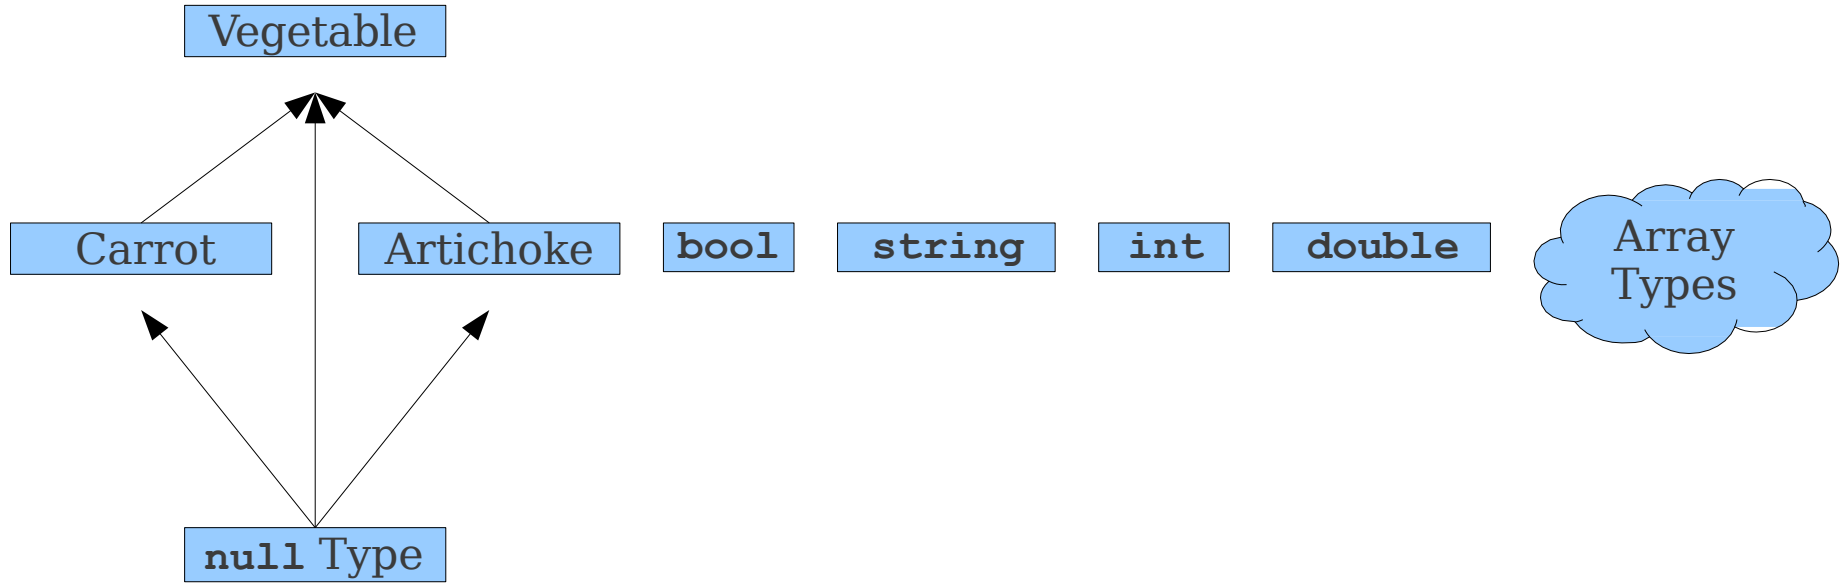 Vegetable
Carrot
Artichoke
bool
string
int
double
Array
Types
null Type